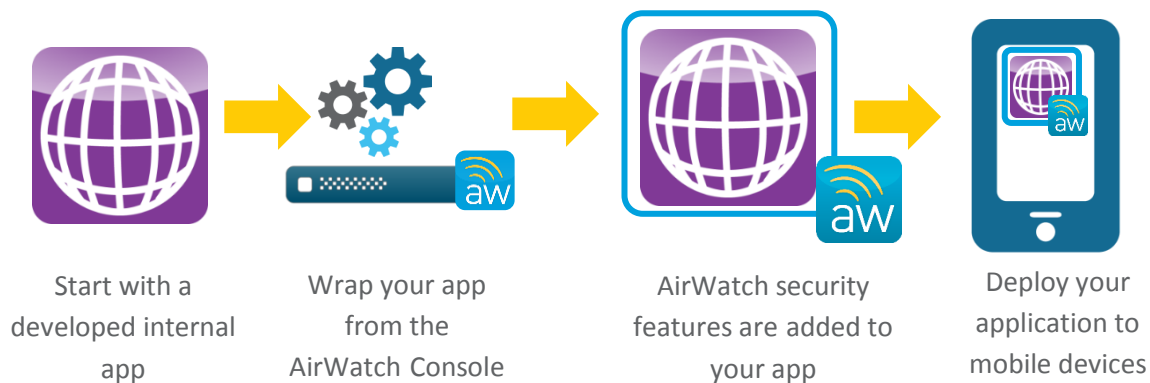 aw
aw
aw
Start with a
developed internal
app
Wrap your app
from the
AirWatch Console
AirWatch security
features are added to
your app
Deploy your
application to
mobile devices